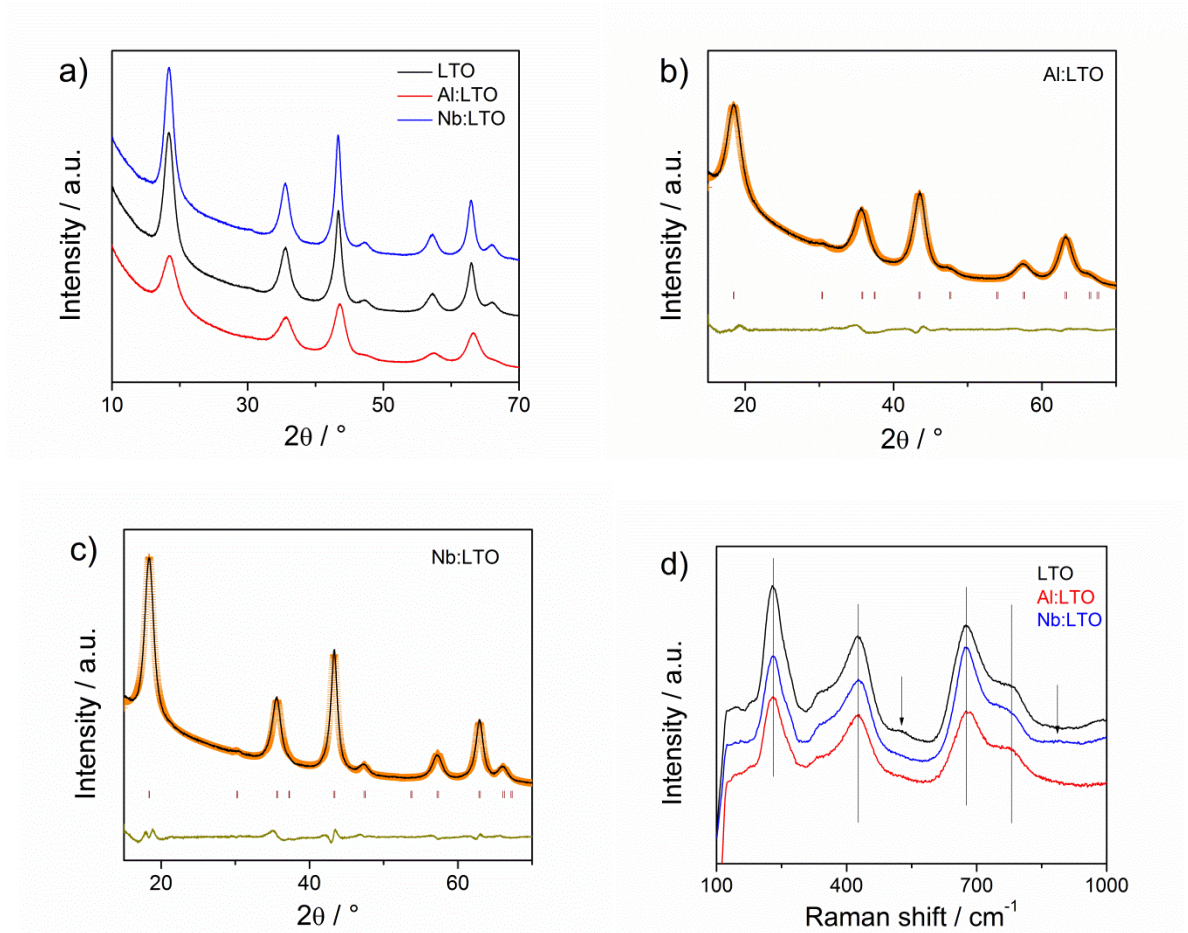 a)
LTO
Al:LTO
Nb:LTO
Intensity / a.u.
10 30 50 70
2θ / °
b)
Al:LTO
Intensity / a.u.
20 40 60
2θ / °
c)
Nb:LTO
Intensity / a.u.
20 40 60
2θ / °
d)
LTO
Al:LTO
Nb:LTO
Intensity / a.u.
100 400 700 1000
Raman shift / cm⁻¹